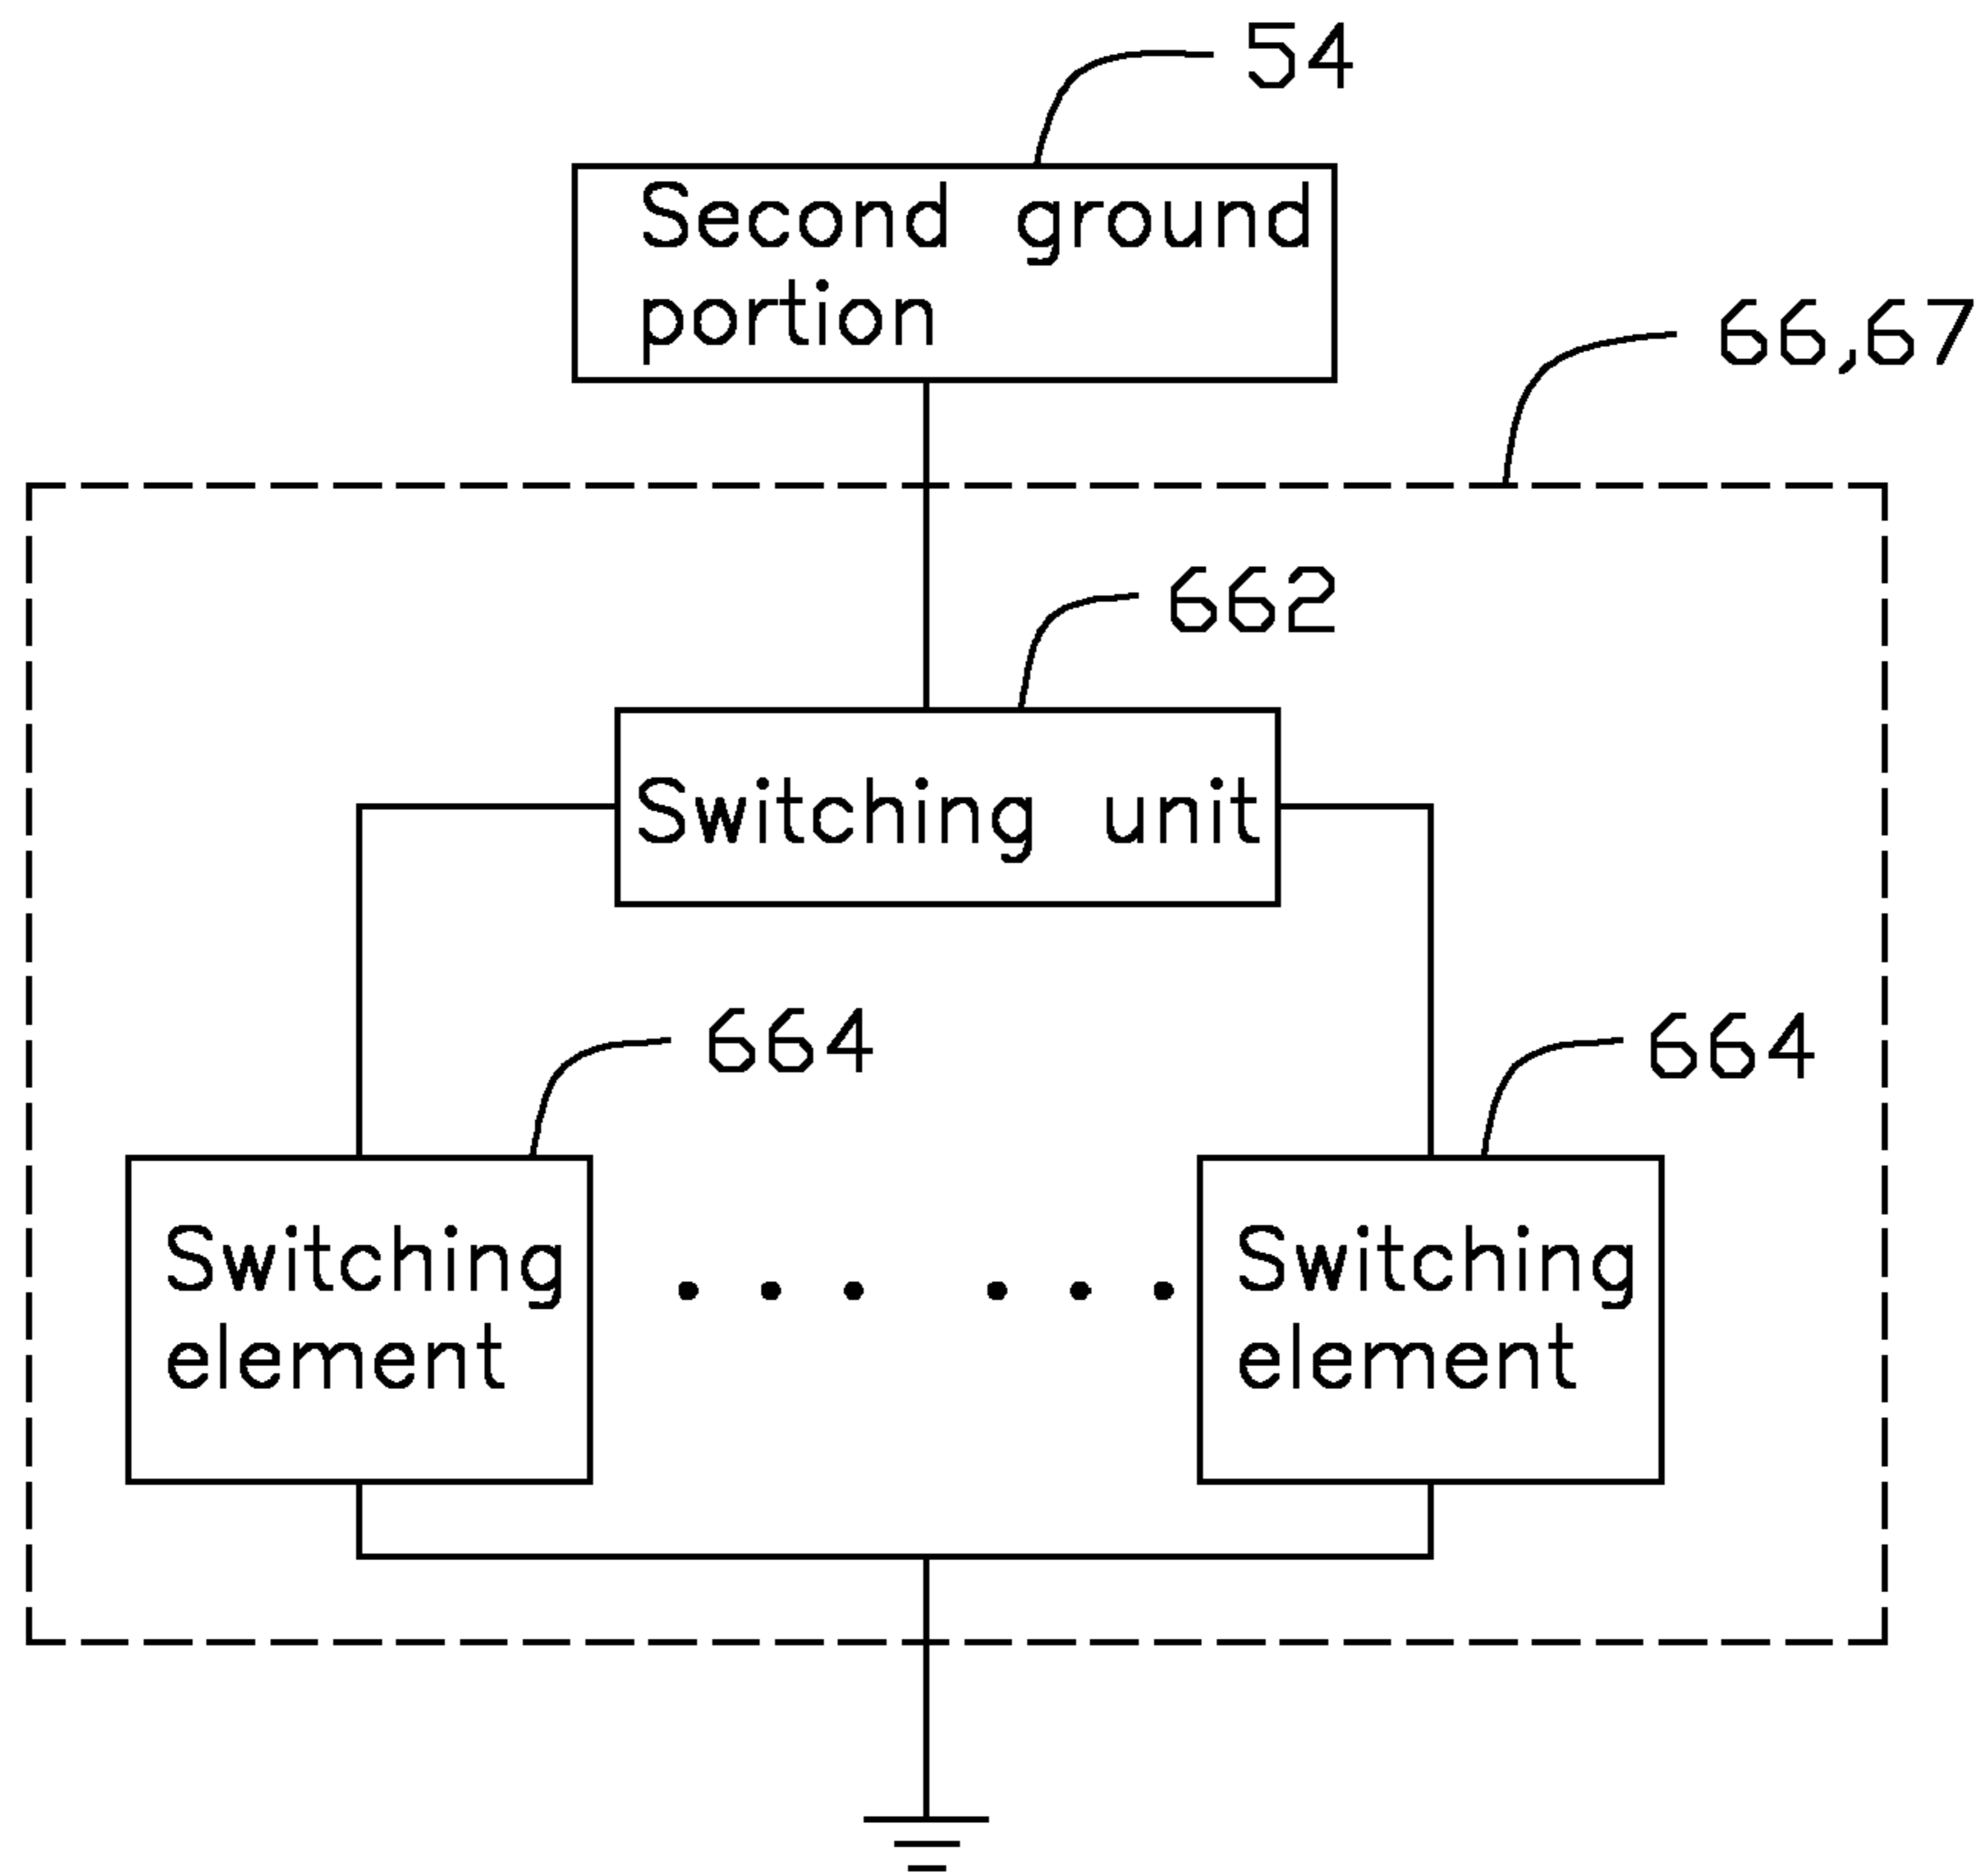 54
Second ground
portion
66,67
662
Switching unit
664
664
Switching
element
Switching
element